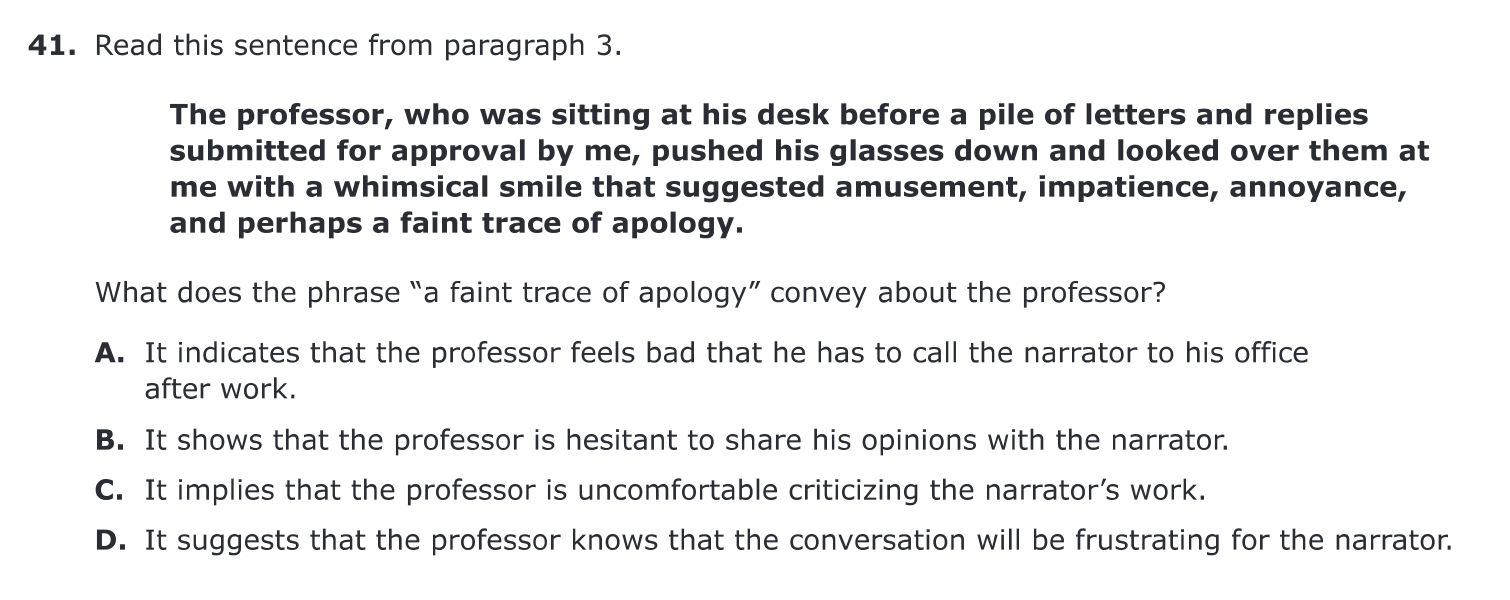 41. Read this sentence from paragraph 3.
The professor, who was sitting at his desk before a pile of letters and replies
submitted for approval by me, pushed his glasses down and looked over them at
me with a whimsical smile that suggested amusement, impatience, annoyance,
and perhaps a faint trace of apology.
What does the phrase “a faint trace of apology” convey about the professor?
A. It indicates that the professor feels bad that he has to call the narrator to his office
after work.
B. It shows that the professor is hesitant to share his opinions with the narrator.
C. It implies that the professor is uncomfortable criticizing the narrator’s work.
D. It suggests that the professor knows that the conversation will be frustrating for the narrator.